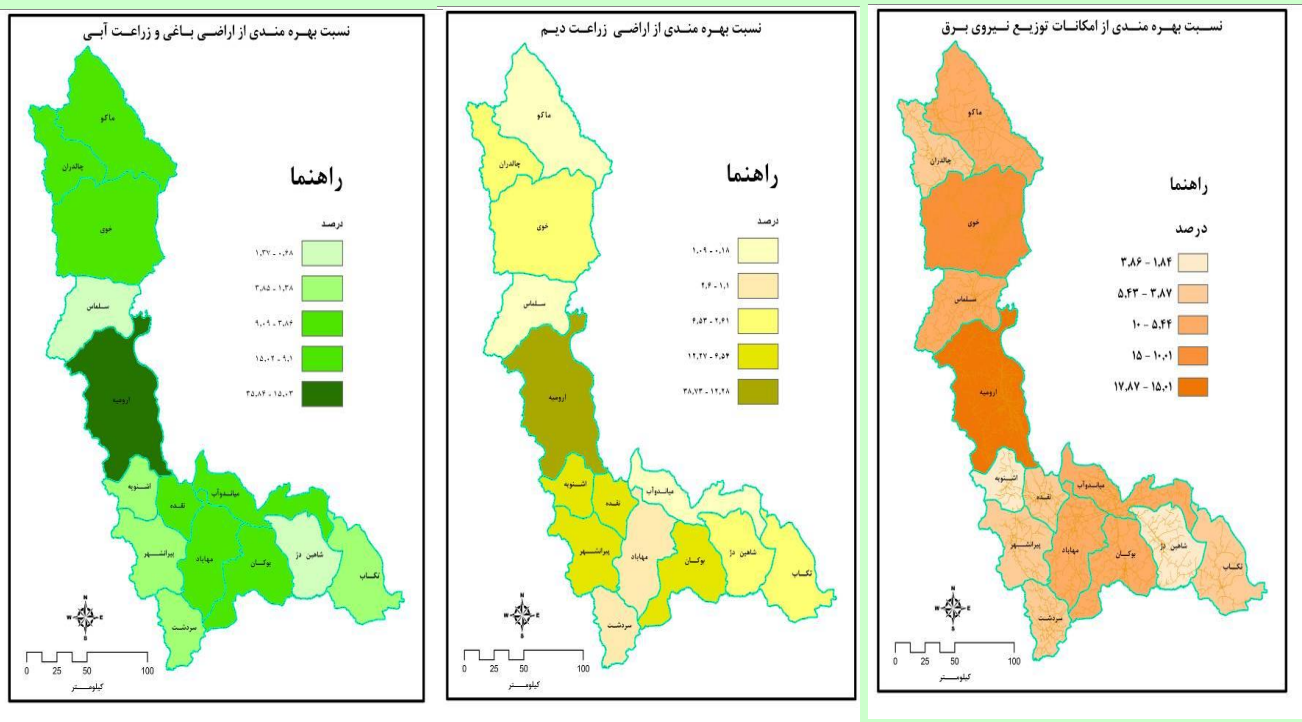 نسبت بهره مندی از اراضی باغی و زراعت آبی
ماکو
چالدران
راهنما
خوی
درصد
۱,۳۷ - ۰,۶۸
۳,۸۵ - ۱,۳۸
۹,۰۹ - ۳,۸۶
۱۵,۰۲ - ۹,۱
۳۵,۸۴ - ۱۵,۰۳
سلماس
ارومیه
اشنویه
نقده
میاندوآب
پیرانشهر
مهاباد
بوکان
شاهین دژ
تکاب
سردشت
N
W E
S
0 25 50 100
کیلومتر
نسبت بهره مندی از اراضی زراعت دیم
ماکو
چالدران
راهنما
خوی
درصد
۱,۰۹ - ۰,۱۸
۲,۶ - ۱,۱
۶,۵۳ - ۲,۶۱
۱۲,۲۷ - ۶,۵۴
۳۸,۷۳ - ۱۲,۲۸
سلماس
ارومیه
اشنویه
نقده
میاندوآب
پیرانشهر
مهاباد
بوکان
شاهین دژ
تکاب
سردشت
N
W E
S
0 25 50 100
کیلومتر
نسبت بهره مندی از امکانات توزیع نیروی برق
ماکو
چالدران
راهنما
خوی
درصد
۳,۸۶ - ۱,۸۴
۵,۴۳ - ۳,۸۷
۱۰ - ۵,۴۴
۱۵ - ۱۰,۰۱
۱۷,۸۷ - ۱۵,۰۱
سلماس
ارومیه
اشنویه
نقده
میاندوآب
پیرانشهر
مهاباد
بوکان
شاهین دژ
تکاب
سردشت
N
W E
S
0 25 50 100
کیلومتر